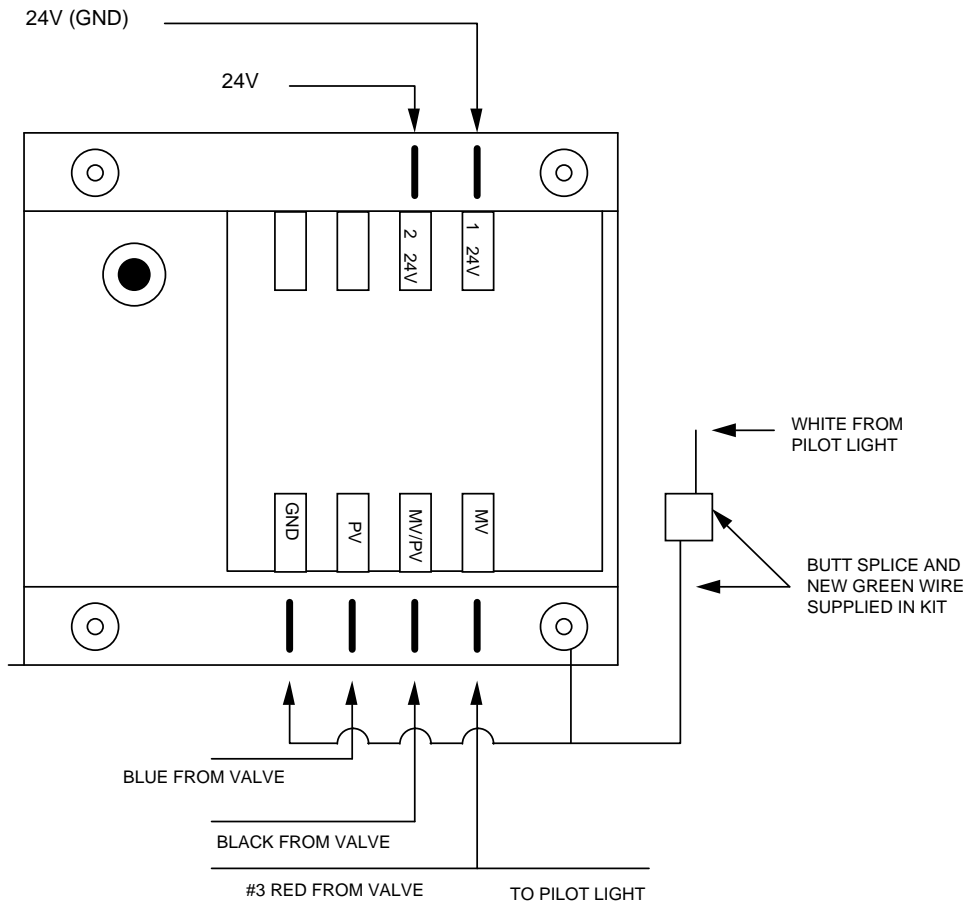 24V (GND)
24V
2 24V
1 24V
WHITE FROM
PILOT LIGHT
GND
PV
MV/PV
MV
BUTT SPLICE AND
NEW GREEN WIRE
SUPPLIED IN KIT
BLUE FROM VALVE
BLACK FROM VALVE
#3 RED FROM VALVE
TO PILOT LIGHT